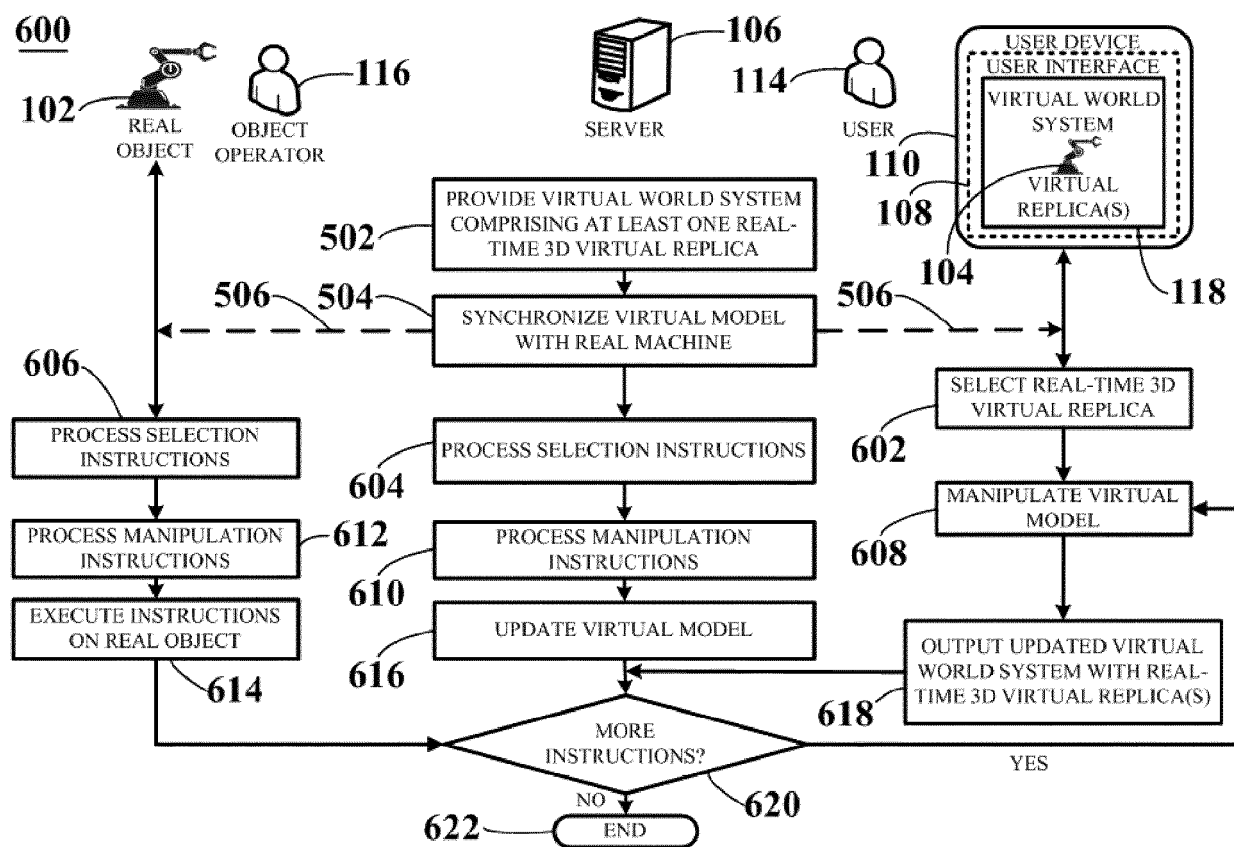 600
102
REAL
OBJECT
116
OBJECT
OPERATOR
106
SERVER
114
USER
USER DEVICE
USER INTERFACE
VIRTUAL WORLD
SYSTEM
VIRTUAL
REPLICA(S)
110
108
104
118
502
PROVIDE VIRTUAL WORLD SYSTEM
COMPRISING AT LEAST ONE REAL-
TIME 3D VIRTUAL REPLICA
506
504
SYNCHRONIZE VIRTUAL MODEL
WITH REAL MACHINE
506
606
PROCESS SELECTION
INSTRUCTIONS
604
PROCESS SELECTION INSTRUCTIONS
602
SELECT REAL-TIME 3D
VIRTUAL REPLICA
PROCESS MANIPULATION
INSTRUCTIONS
612
610
PROCESS MANIPULATION
INSTRUCTIONS
608
MANIPULATE VIRTUAL
MODEL
EXECUTE INSTRUCTIONS
ON REAL OBJECT
614
616
UPDATE VIRTUAL MODEL
618
OUTPUT UPDATED VIRTUAL
WORLD SYSTEM WITH REAL-
TIME 3D VIRTUAL REPLICA(S)
MORE
INSTRUCTIONS?
620
YES
NO
622
END